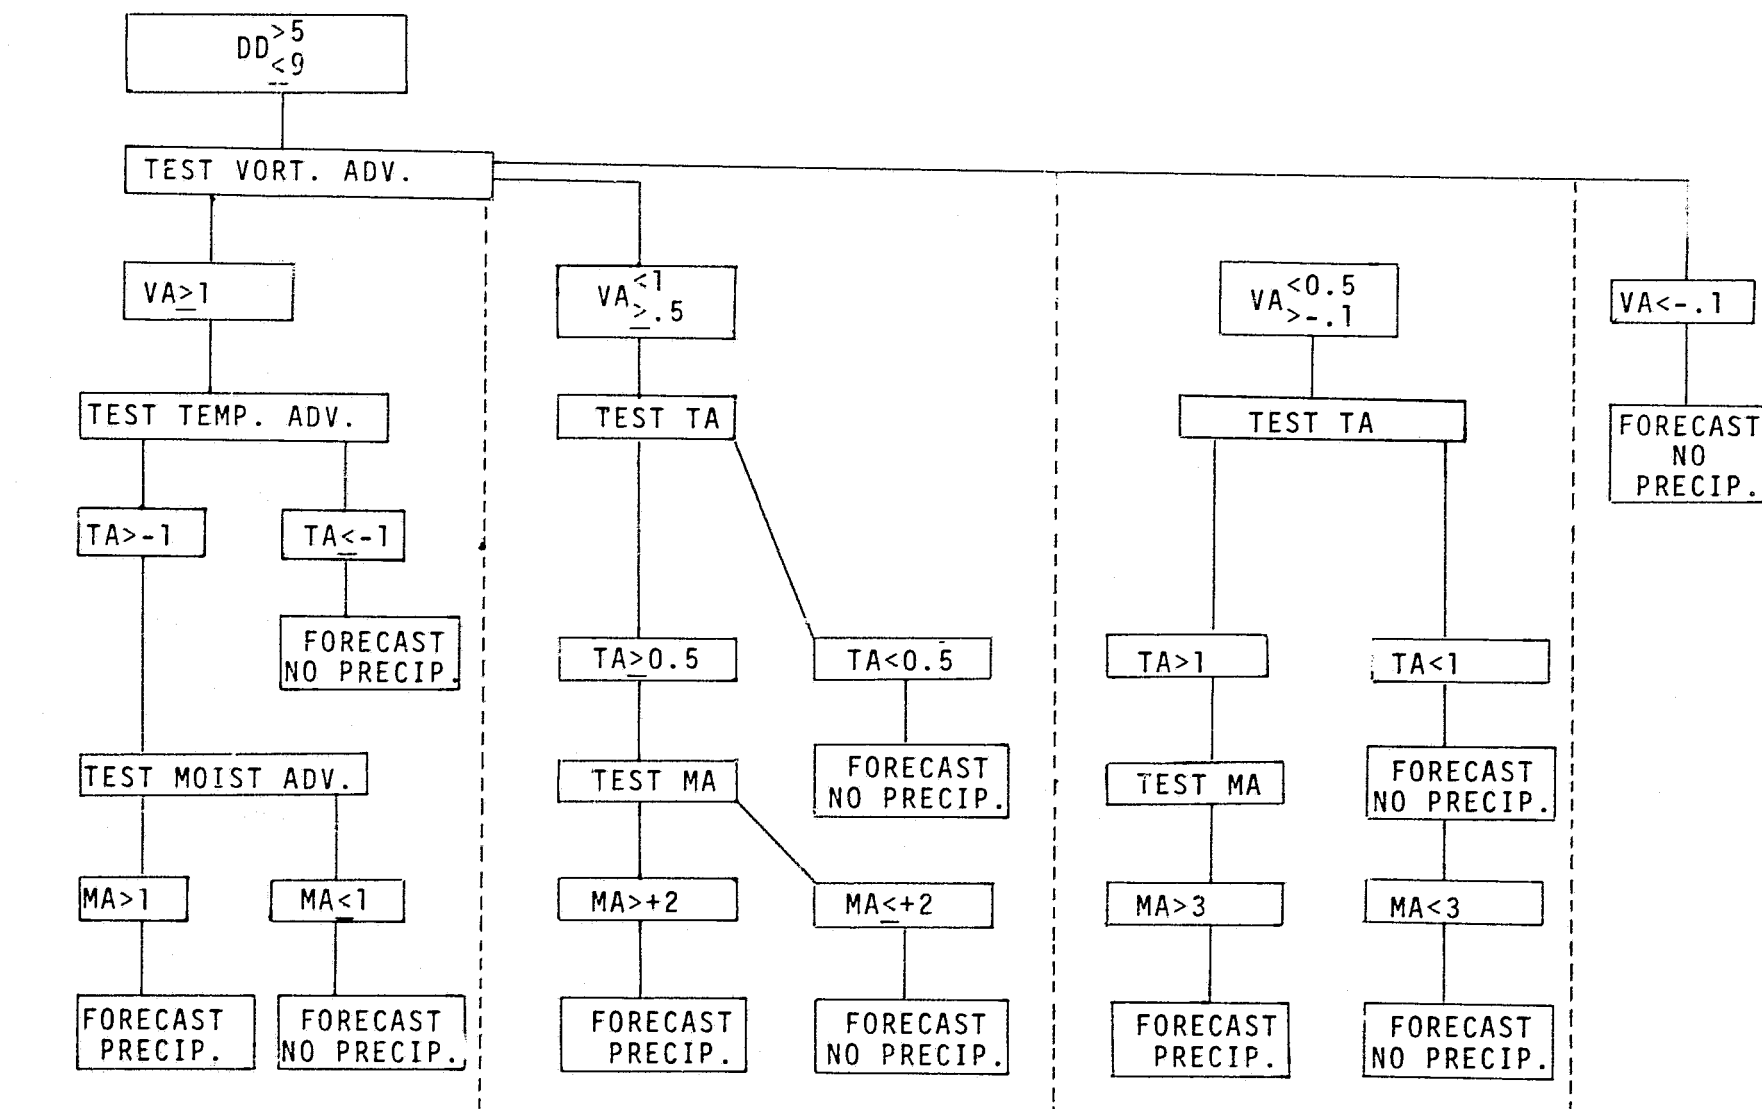 DD>5
<9
TEST VORT. ADV.
VA≥1
VA<1
≥.5
VA<0.5
>-.1
VA<-.1
TEST TEMP. ADV.
TEST TA
TEST TA
FORECAST
NO
PRECIP.
TA>-1
TA≤-1
FORECAST
NO PRECIP.
TA≥0.5
TA<0.5
TA>1
TA<1
TEST MOIST ADV.
TEST MA
FORECAST
NO PRECIP.
TEST MA
FORECAST
NO PRECIP.
MA>1
MA≤1
MA>+2
MA≤+2
MA>3
MA<3
FORECAST
PRECIP.
FORECAST
NO PRECIP.
FORECAST
PRECIP.
FORECAST
NO PRECIP.
FORECAST
PRECIP.
FORECAST
NO PRECIP.